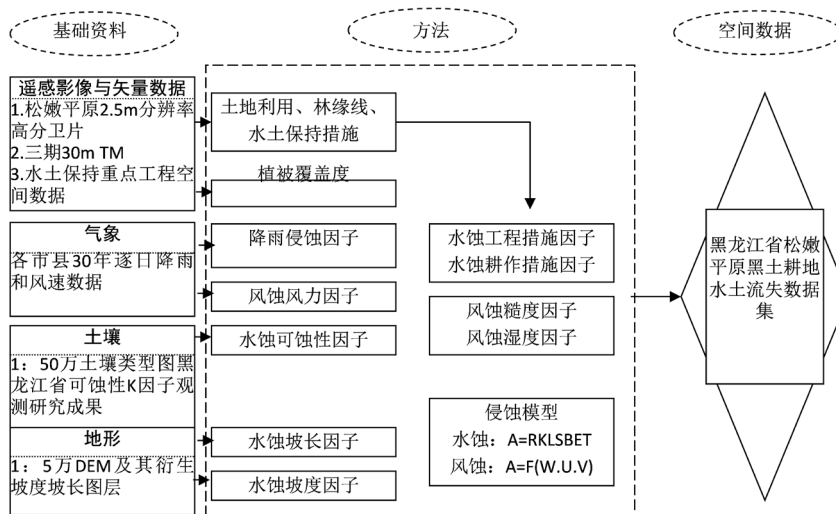 基础资料
方法
空间数据
遥感影像与矢量数据
1.松嫩平原2.5m分辨率
高分卫片
2.三期30m TM
3.水土保持重点工程空
间数据
气象
各市县30年逐日降雨
和风速数据
土壤
1：50万土壤类型图黑
龙江省可蚀性K因子观
测研究成果
地形
1：5万DEM及其衍生
坡度坡长图层
土地利用、林缘线、
水土保持措施
植被覆盖度
降雨侵蚀因子
风蚀风力因子
水蚀可蚀性因子
水蚀坡长因子
水蚀坡度因子
水蚀工程措施因子
水蚀耕作措施因子
风蚀糙度因子
风蚀湿度因子
侵蚀模型
水蚀：A=RKLSBET
风蚀：A=F(W.U.V)
黑龙江省松嫩
平原黑土耕地
水土流失数据
集